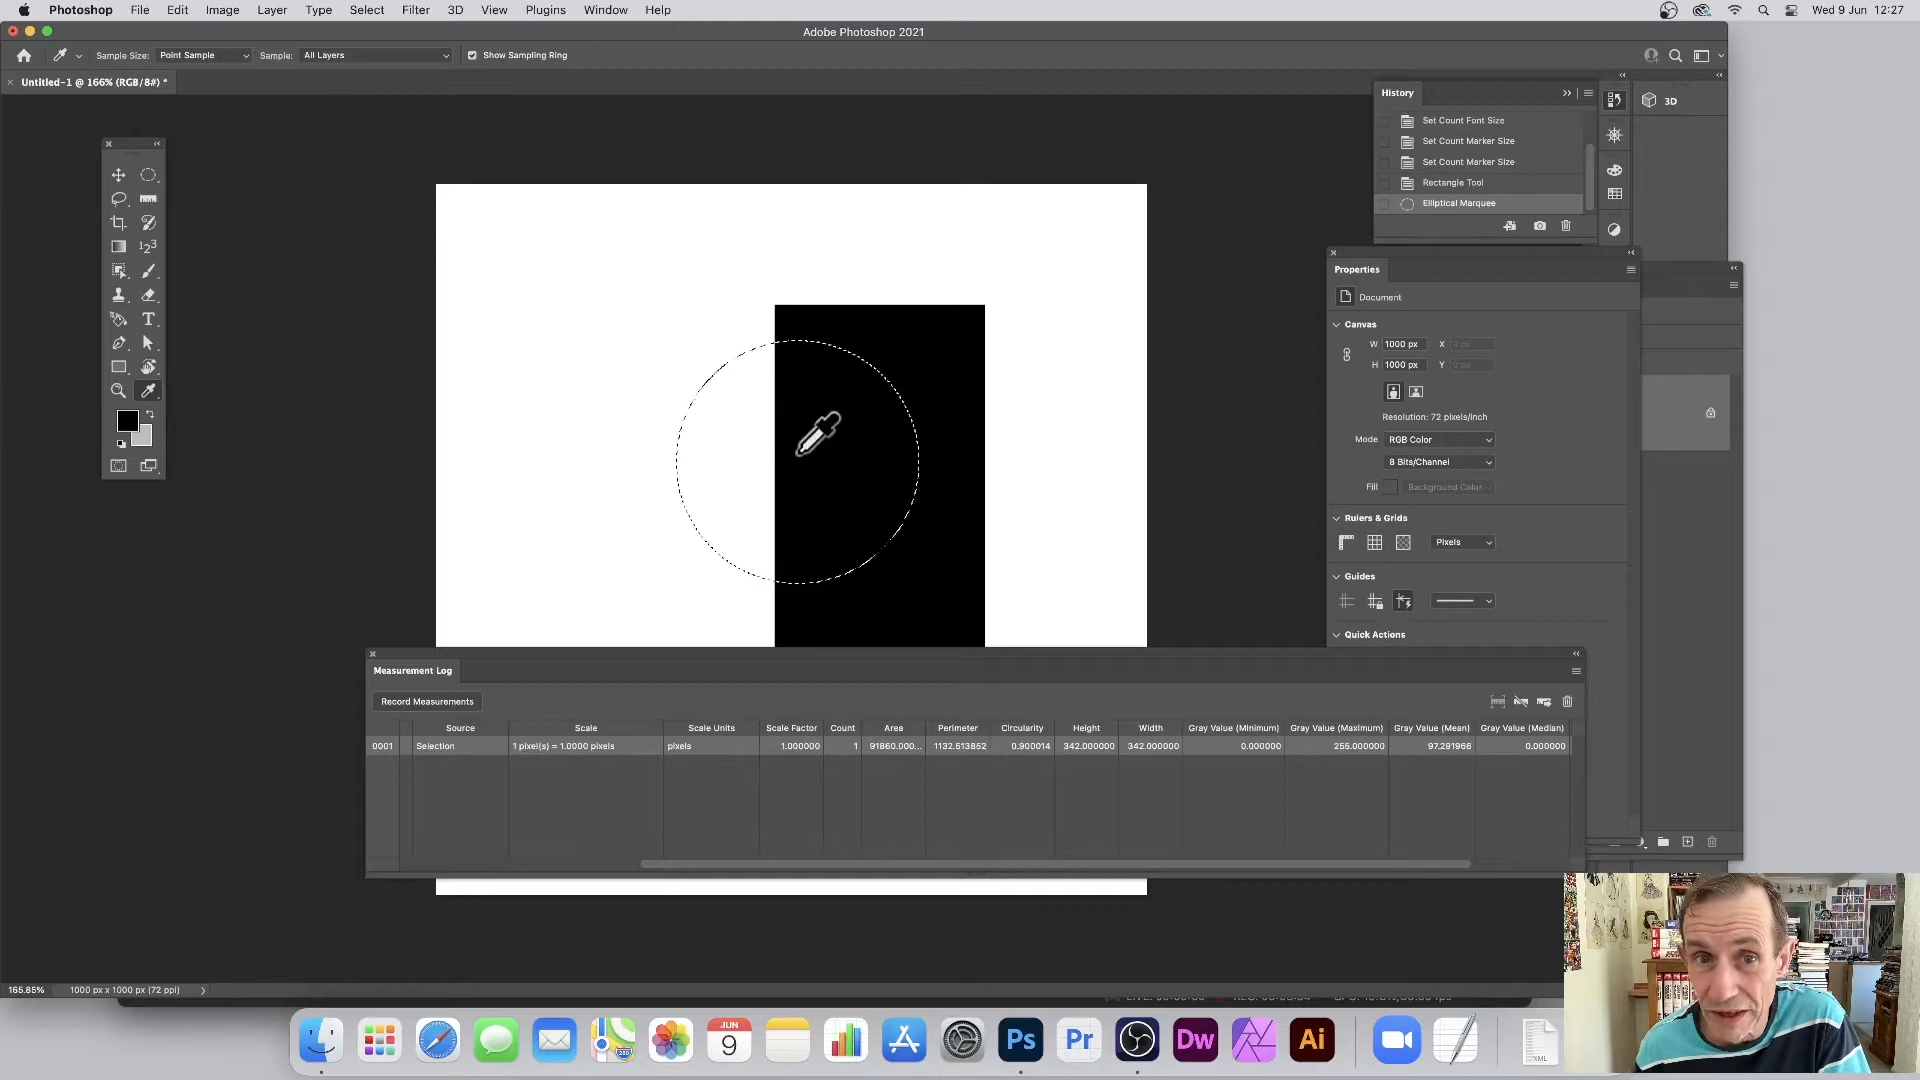 Photoshop File Edit Image Layer Type Select Filter 3D View Plugins Window Help Wed 9 Jun 12:27
Adobe Photoshop 2021
Sample Size: Point Sample Sample: All Layers Show Sampling Ring
Untitled-1 @ 166% (RGB/8#) *
History
3D
Set Count Font Size
Set Count Marker Size
Set Count Marker Size
Rectangle Tool
Elliptical Marquee
Properties
Document
Canvas
W 1000 px X 0 px
H 1000 px Y 0 px
Resolution: 72 pixels/inch
Mode RGB Color
8 Bits/Channel
Fill Background Color
Rulers & Grids
Pixels
Guides
Quick Actions
Measurement Log
Record Measurements
Source Scale Scale Units Scale Factor Count Area Perimeter Circularity Height Width Gray Value (Minimum) Gray Value (Maximum) Gray Value (Mean) Gray Value (Median)
0001 Selection 1 pixel(s) = 1.0000 pixels pixels 1.000000 1 91860.000... 1132.513852 0.900014 342.000000 342.000000 0.000000 255.000000 97.291966 0.000000
165.85% 1000 px x 1000 px (72 ppi)
JUN
9
Ps Pr Dw Ai
XML